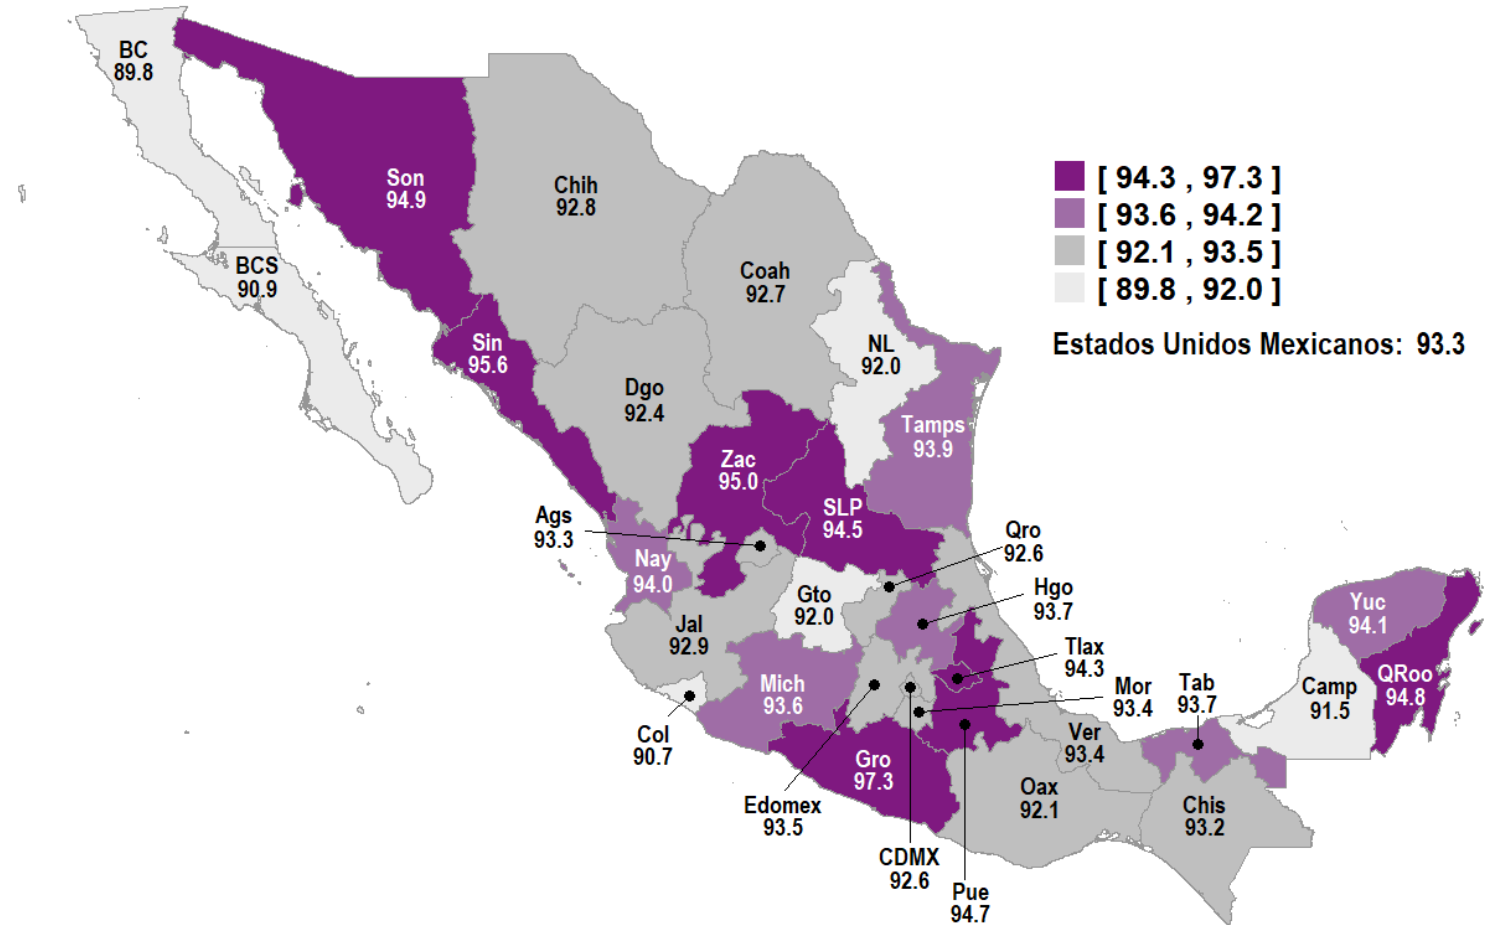 BC
89.8
Son
94.9
Chih
92.8
[ 94.3 , 97.3 ]
[ 93.6 , 94.2 ]
[ 92.1 , 93.5 ]
[ 89.8 , 92.0 ]
Estados Unidos Mexicanos: 93.3
BCS
90.9
Coah
92.7
Sin
95.6
NL
92.0
Dgo
92.4
Tamps
93.9
Zac
95.0
SLP
94.5
Ags
93.3
Qro
92.6
Nay
94.0
Hgo
93.7
Gto
92.0
Yuc
94.1
Jal
92.9
Tlax
94.3
QRoo
94.8
Mich
93.6
Mor
93.4
Tab
93.7
Camp
91.5
Col
90.7
Ver
93.4
Gro
97.3
Oax
92.1
Edomex
93.5
Chis
93.2
CDMX
92.6
Pue
94.7